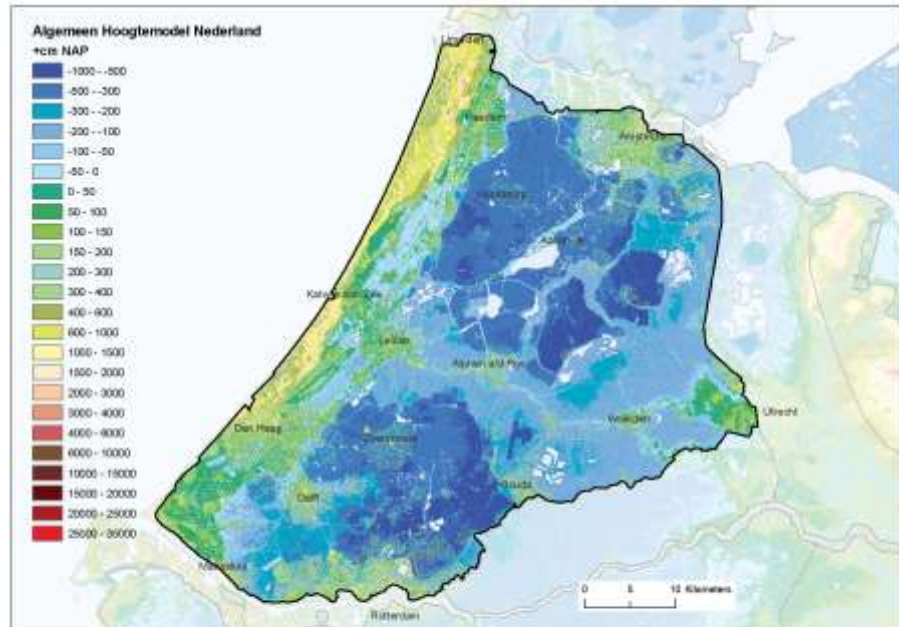 Algemeen Hoogtemodel Nederland
+cm NAP
-1000 - -500
-500 - -300
-300 - -200
-200 - -100
-100 - -50
-50 - 0
0 - 50
50 - 100
100 - 150
150 - 200
200 - 300
300 - 400
400 - 600
600 - 1000
1000 - 1500
1500 - 2000
2000 - 3000
3000 - 4000
4000 - 6000
6000 - 10000
10000 - 15000
15000 - 20000
20000 - 25000
25000 - 35000
Haarlem
Leiden
Alphen a/d Rijn
Woerden
Utrecht
Den Haag
Zoetermeer
Delft
Gouda
Rotterdam
0 5 10 Kilometers